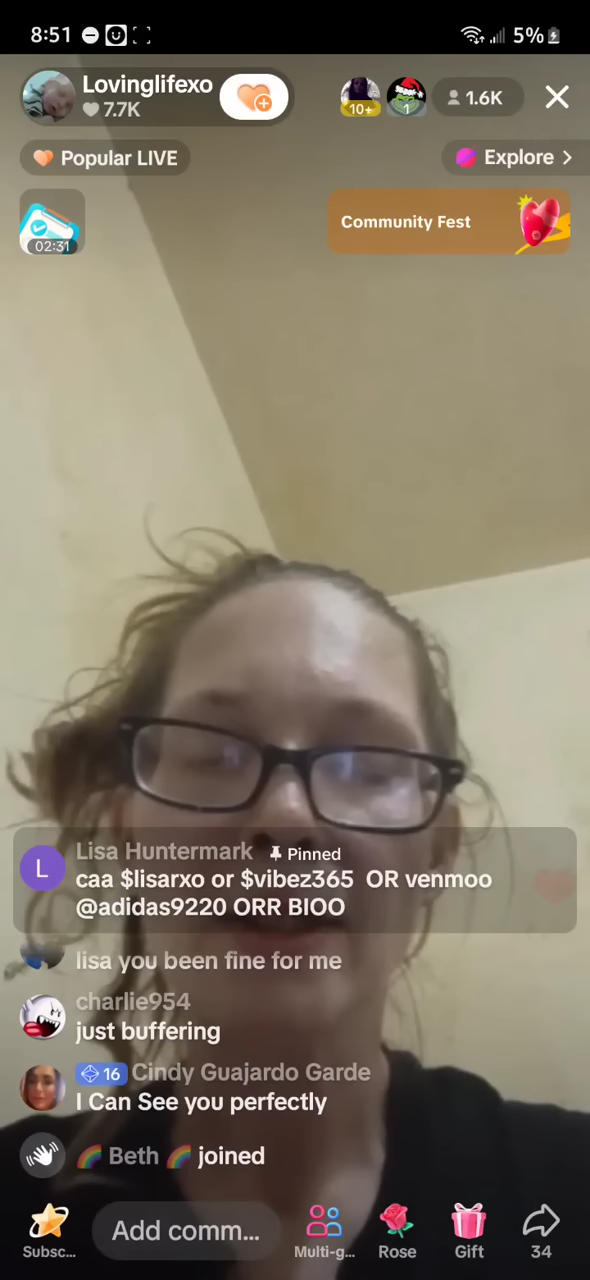 8:51
5%
Lovinglifexo
7.7K
10+
1
1.6K
Popular LIVE
Explore
02:31
Community Fest
L
Lisa Huntermark Pinned
caa $lisarxo or $vibez365 OR venmoo
@adidas9220 ORR BIOO
lisa you been fine for me
charlie954
just buffering
16 Cindy Guajardo Garde
I Can See you perfectly
Beth joined
Add comm...
Subsc... Multi-g... Rose Gift 34